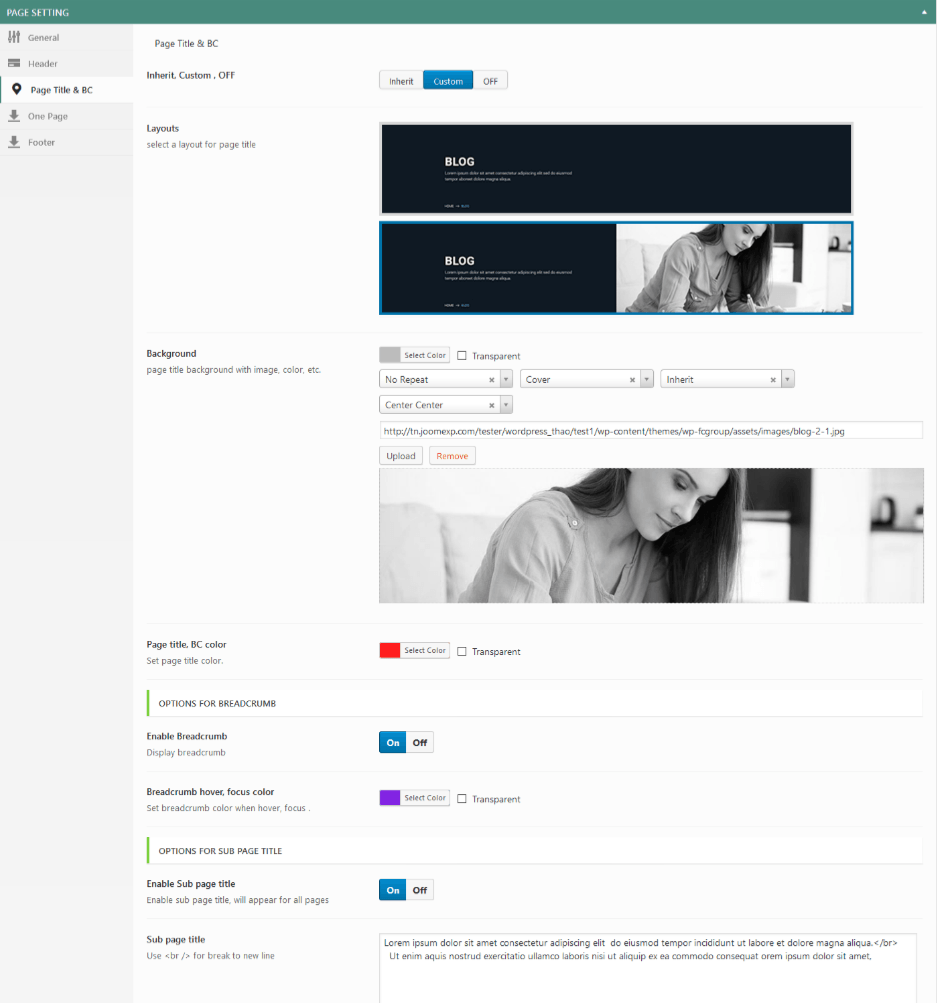 PAGE SETTING
General
Header
Page Title & BC
One Page
Footer
Page Title & BC
Inherit, Custom , OFF
Inherit Custom OFF
Layouts
select a layout for page title
BLOG
Lorem ipsum dolor sit amet consectetur adipiscing elit sed do eiusmod
tempor ubomet dolore magna aliqua.
HOME → BLOG
BLOG
Lorem ipsum dolor sit amet consectetur adipiscing elit sed do eiusmod
tempor ubomet dolore magna aliqua.
HOME → BLOG
Background
page title background with image, color, etc.
Select Color Transparent
No Repeat Cover Inherit
Center Center
http://tn.joomexp.com/tester/wordpress_thao/test1/wp-content/themes/wp-fcgroup/assets/images/blog-2-1.jpg
Upload Remove
Page title, BC color
Set page title color.
Select Color Transparent
OPTIONS FOR BREADCRUMB
Enable Breadcrumb
Display breadcrumb
On Off
Breadcrumb hover, focus color
Set breadcrumb color when hover, focus .
Select Color Transparent
OPTIONS FOR SUB PAGE TITLE
Enable Sub page title
Enable sub page title, will appear for all pages
On Off
Sub page title
Use <br /> for break to new line
Lorem ipsum dolor sit amet consectetur adipiscing elit  do eiusmod tempor incididunt ut labore et dolore magna aliqua.</br>
Ut enim aquis nostrud exercitatio ullamco laboris nisi ut aliquip ex ea commodo consequat orem ipsum dolor sit amet,